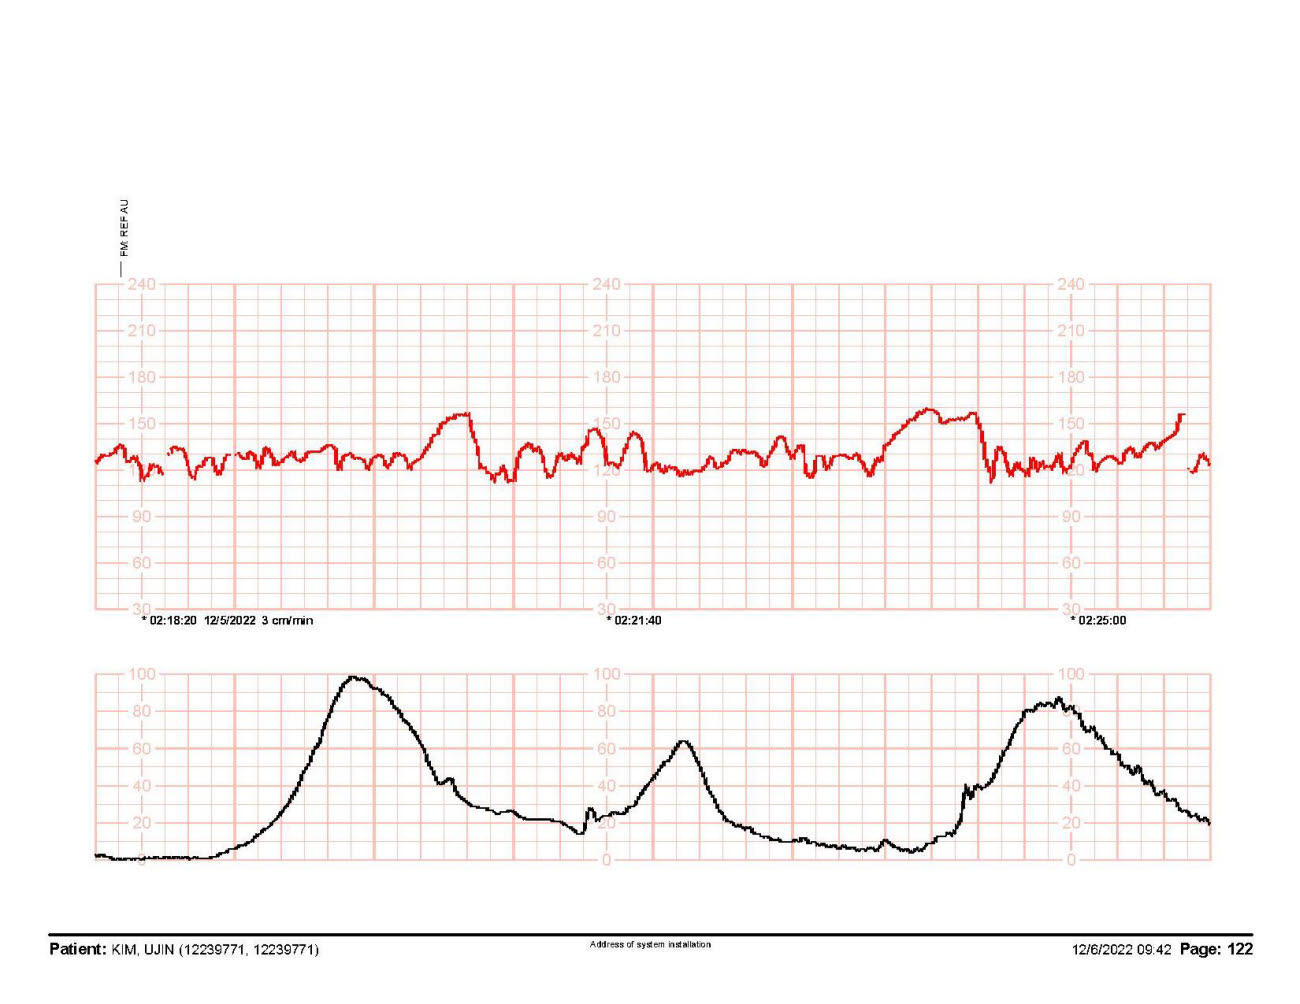 FM: REF AU
240 240 240
210 210 210
180 180 180
150 150 150
120 120 120
90 90 90
60 60 60
30 30 30
* 02:18:20 12/5/2022 3 cm/min * 02:21:40 * 02:25:00
100 100 100
80 80 80
60 60 60
40 40 40
20 20 20
0 0 0
Patient: KIM, UJIN (12239771, 12239771) Address of system installation 12/6/2022 09:42 Page: 122